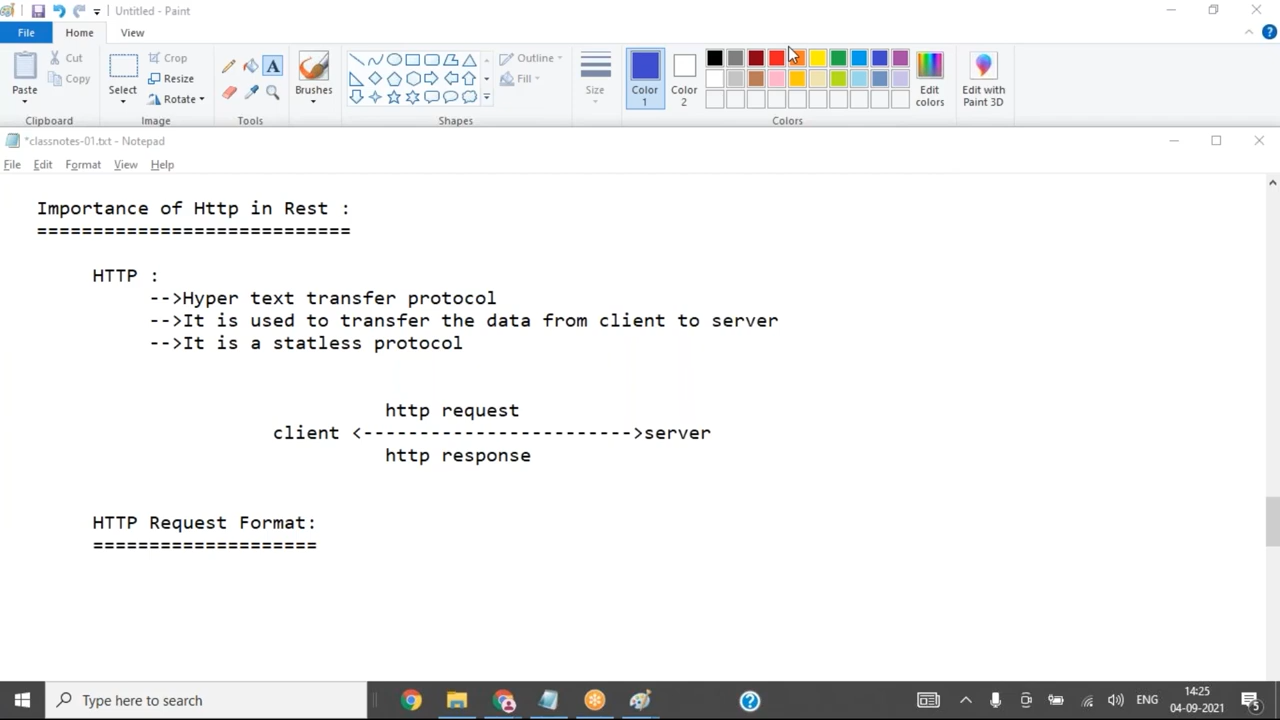 Untitled - Paint
File Home View
Paste
Cut
Copy
Clipboard
Select
Crop
Resize
Rotate
Image
A
Tools
Brushes
Outline
Fill
Shapes
Size
Color 1
Color 2
Edit colors
Colors
Edit with Paint 3D
*classnotes-01.txt - Notepad
File Edit Format View Help
Importance of Http in Rest :
============================
HTTP :
-->Hyper text transfer protocol
-->It is used to transfer the data from client to server
-->It is a statless protocol
http request
client <------------------------>server
http response
HTTP Request Format:
====================
Type here to search
ENG
14:25
04-09-2021
5